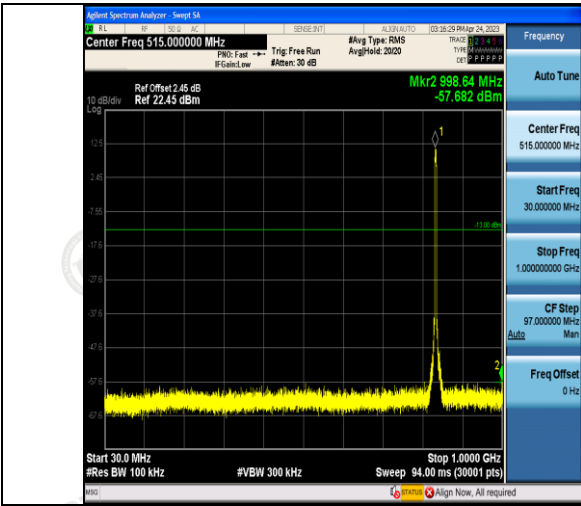 Agilent Spectrum Analyzer - Swept SA
RL RF 50 Ω AC SENSE:INT ALIGN AUTO 03:16:29 PM Apr 24, 2023
Center Freq 515.000000 MHz
PNO: Fast Trig: Free Run
IFGain:Low #Atten: 30 dB
#Avg Type: RMS
Avg|Hold: 20/20
TRACE 1 2 3 4 5 6
TYPE
DET P P P P P P
Ref Offset 2.45 dB
10 dB/div Ref 22.45 dBm
Log
Mkr2 998.64 MHz
-57.682 dBm
1
12.5
2.45
-7.55
-13.00 dBm
-17.5
-27.5
-37.5
-47.5
2
-57.5
-67.5
Start 30.0 MHz Stop 1.0000 GHz
#Res BW 100 kHz #VBW 300 kHz Sweep 94.00 ms (30001 pts)
MSG STATUS Align Now, All required
Frequency
Auto Tune
Center Freq
515.000000 MHz
Start Freq
30.000000 MHz
Stop Freq
1.000000000 GHz
CF Step
97.000000 MHz
Auto Man
Freq Offset
0 Hz